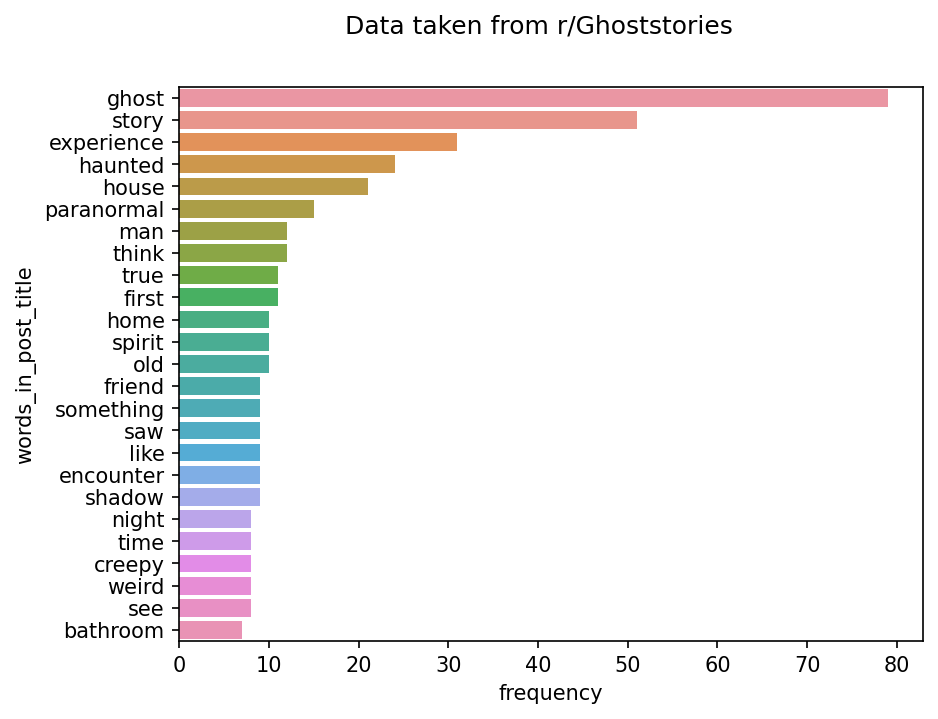 Data taken from r/Ghoststories
words_in_post_title
ghost
story
experience
haunted
house
paranormal
man
think
true
first
home
spirit
old
friend
something
saw
like
encounter
shadow
night
time
creepy
weird
see
bathroom
0 10 20 30 40 50 60 70 80
frequency